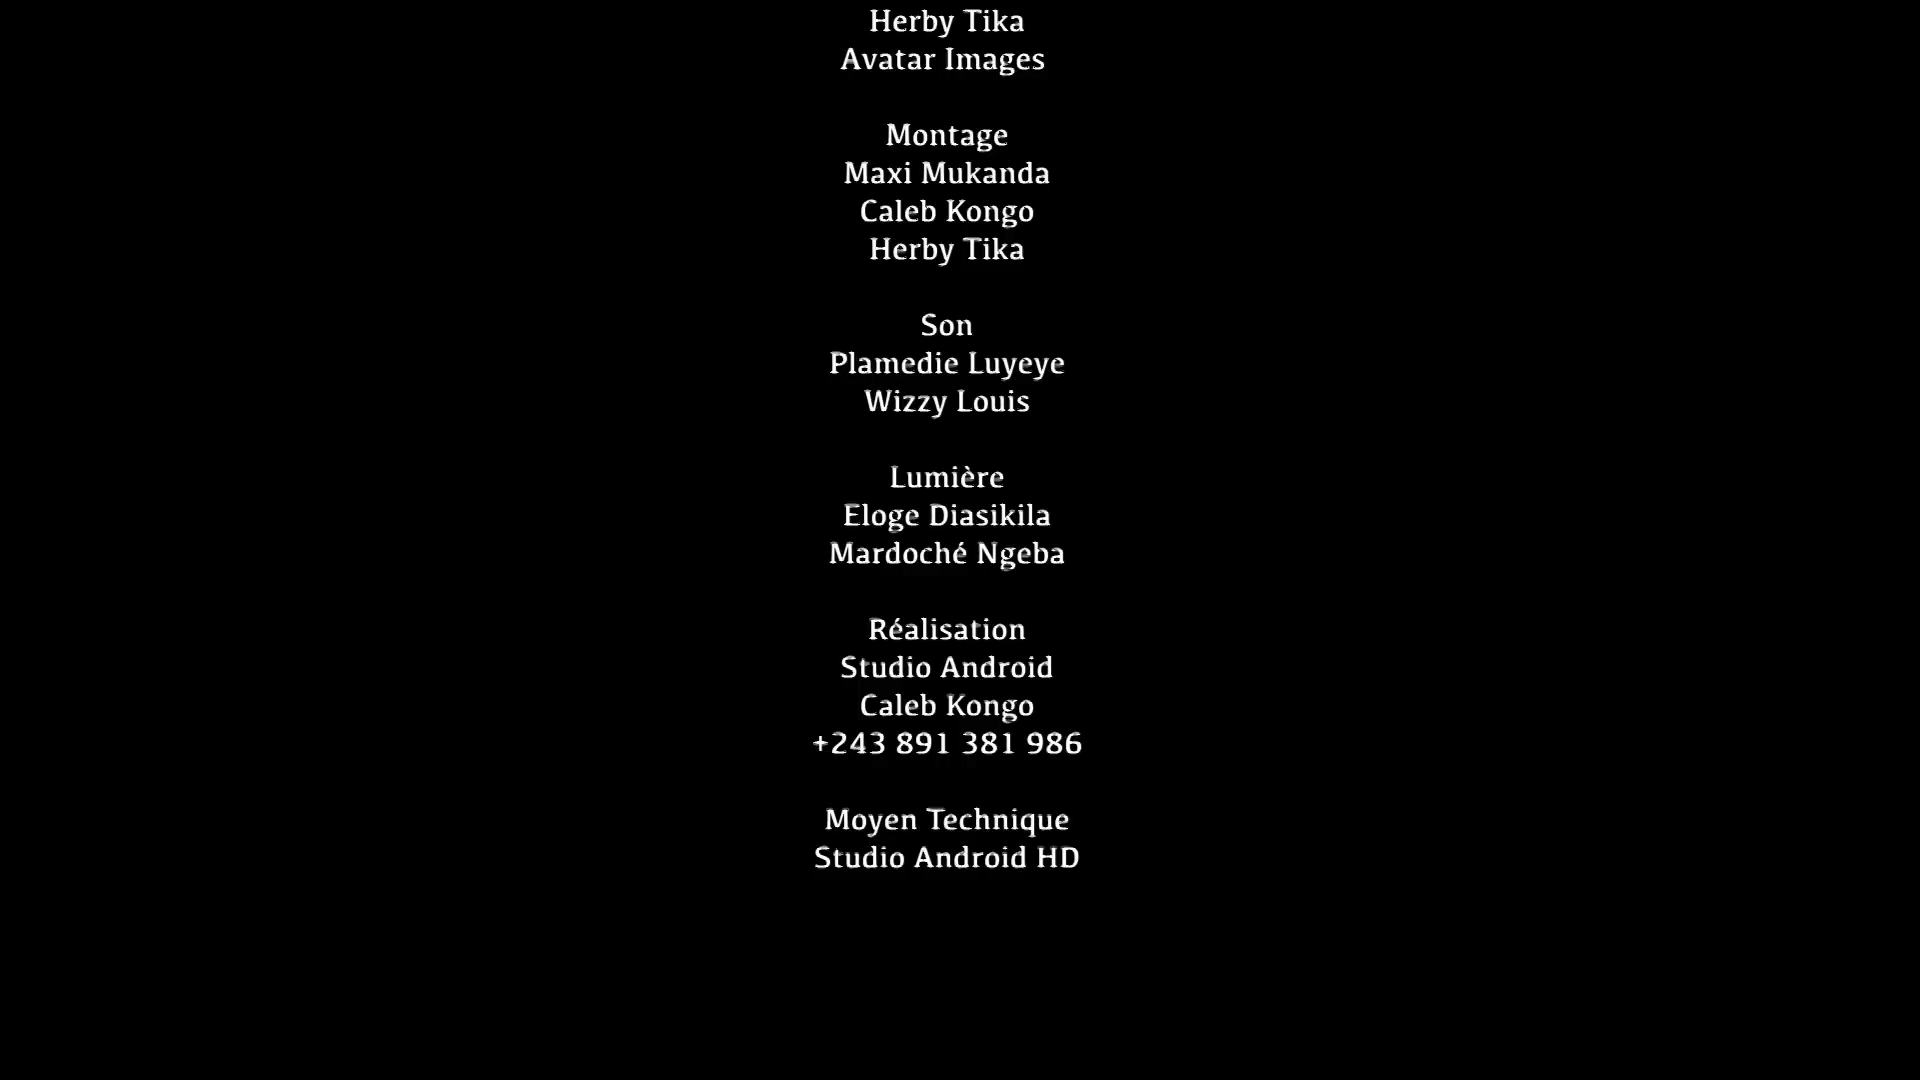 Herby Tika
Avatar Images
Montage
Maxi Mukanda
Caleb Kongo
Herby Tika
Son
Plamedie Luyeye
Wizzy Louis
Lumière
Eloge Diasikila
Mardoché Ngeba
Réalisation
Studio Android
Caleb Kongo
+243 891 381 986
Moyen Technique
Studio Android HD